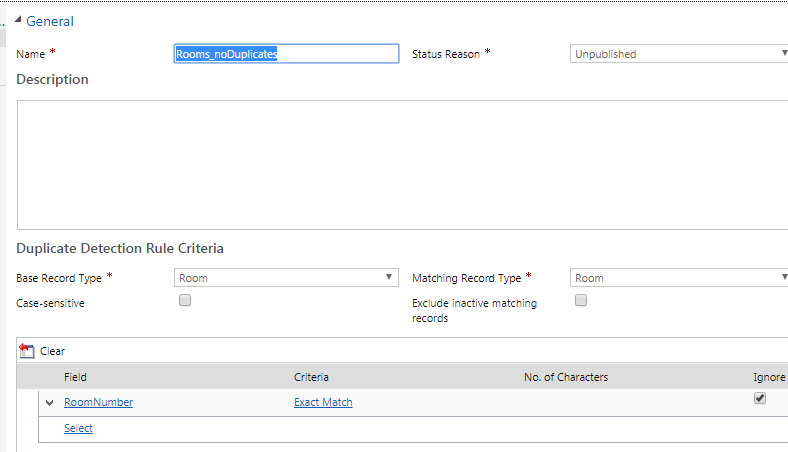 General
Name * Rooms_noDuplicates Status Reason * Unpublished
Description
Duplicate Detection Rule Criteria
Base Record Type * Room Matching Record Type * Room
Case-sensitive Exclude inactive matching
records
Clear
Field Criteria No. of Characters Ignore
RoomNumber Exact Match
Select